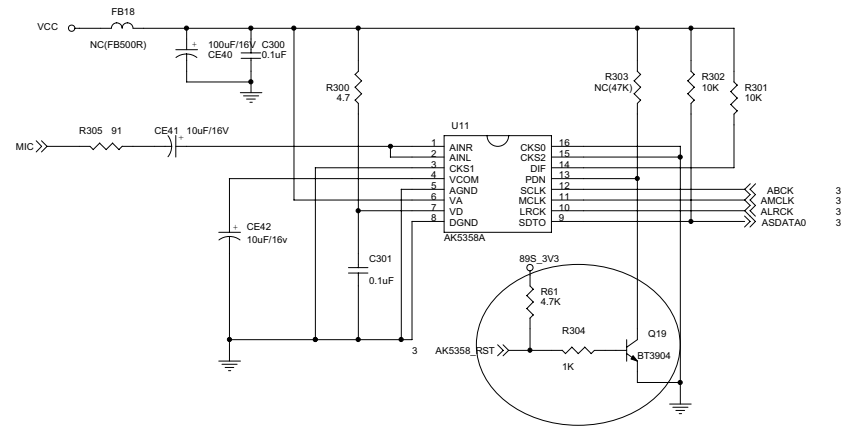 FB18
VCC
NC(FB500R)
100uF/16V
CE40
C300
0.1uF
R300
4.7
R303
NC(47K)
R302
10K
R301
10K
U11
MIC
R305 91
CE41
10uF/16V
1 AINR CKS0 16
2 AINL CKS2 15
3 CKS1 DIF 14
4 VCOM PDN 13
5 AGND SCLK 12
6 VA MCLK 11
7 VD LRCK 10
8 DGND SDTO 9
AK5358A
ABCK 3
AMCLK 3
ALRCK 3
ASDATA0 3
CE42
10uF/16v
C301
0.1uF
89S_3V3
R61
4.7K
R304
1K
Q19
BT3904
3 AK5358_RST
+
+
+